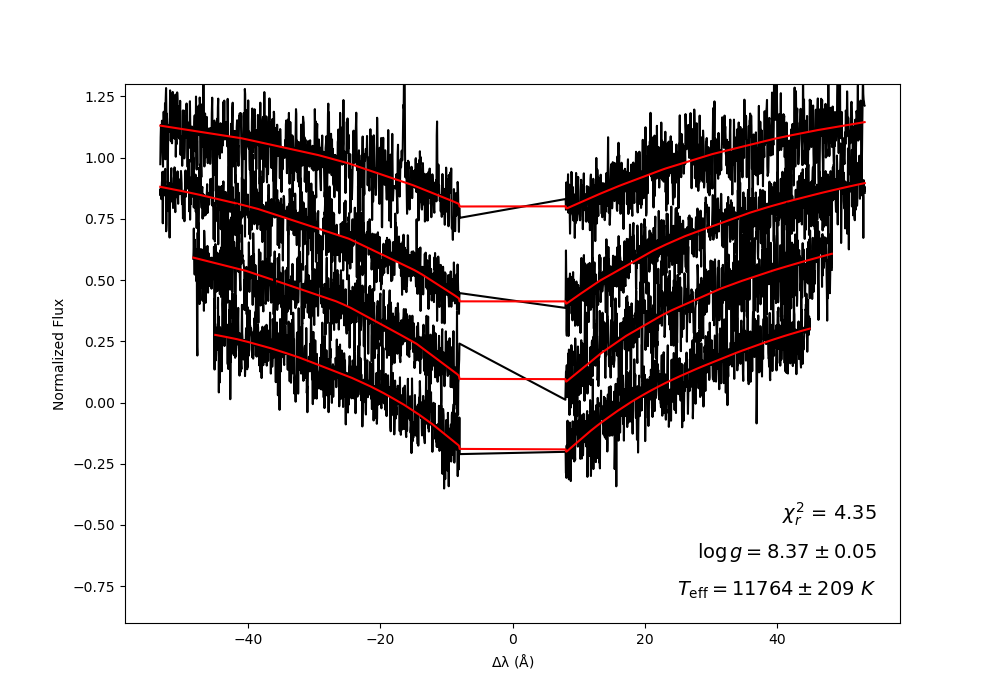 1.25
1.00
0.75
0.50
0.25
0.00
−0.25
−0.50
−0.75
Normalized Flux
χ²ᵣ = 4.35
log g = 8.37 ± 0.05
T_eff = 11764 ± 209 K
−40 −20 0 20 40
Δλ (Å)